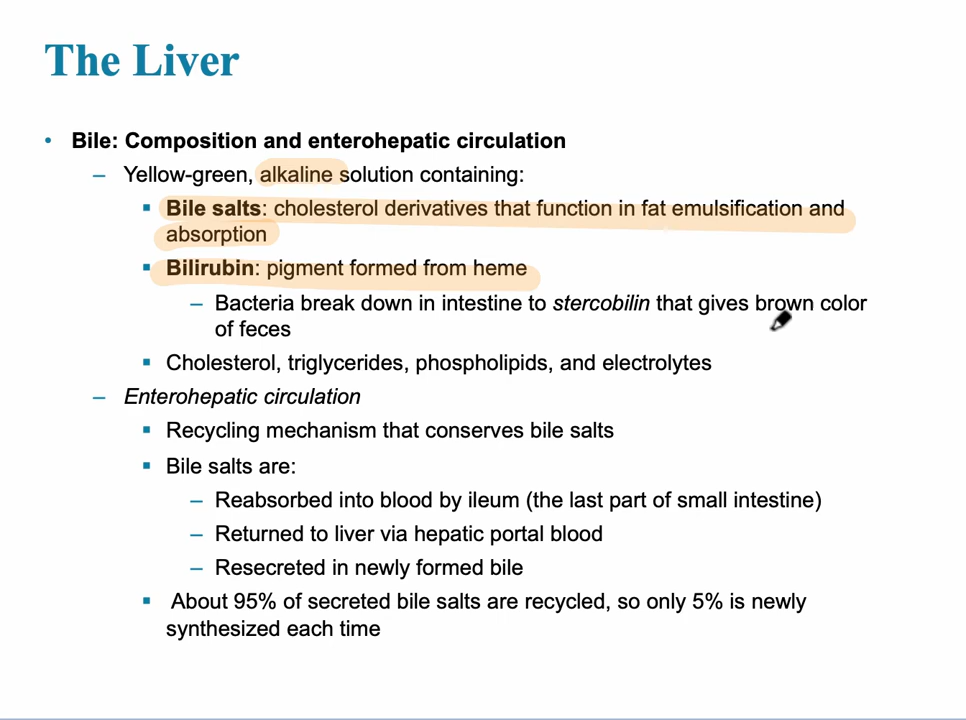 The Liver
• Bile: Composition and enterohepatic circulation
– Yellow-green, alkaline solution containing:
▪ Bile salts: cholesterol derivatives that function in fat emulsification and
absorption
▪ Bilirubin: pigment formed from heme
– Bacteria break down in intestine to stercobilin that gives brown color
of feces
▪ Cholesterol, triglycerides, phospholipids, and electrolytes
– Enterohepatic circulation
▪ Recycling mechanism that conserves bile salts
▪ Bile salts are:
– Reabsorbed into blood by ileum (the last part of small intestine)
– Returned to liver via hepatic portal blood
– Resecreted in newly formed bile
▪ About 95% of secreted bile salts are recycled, so only 5% is newly
synthesized each time